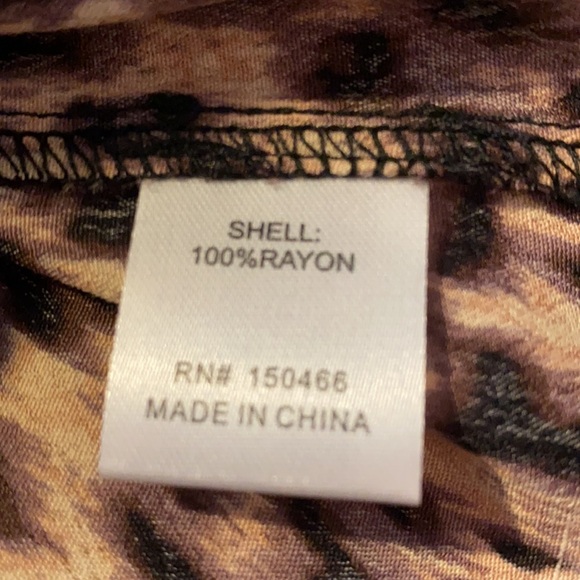 SHELL:
100%RAYON
RN# 150466
MADE IN CHINA